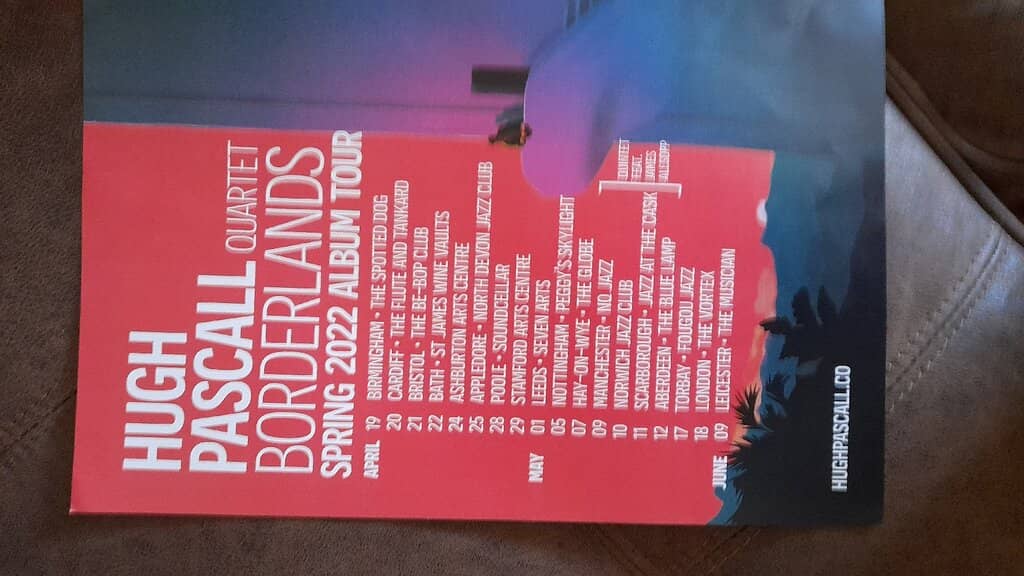 HUGH
PASCALL QUARTET
BORDERLANDS
SPRING 2022 ALBUM TOUR
APRIL 19 BIRMINGHAM • THE SPOTTED DOG
20 CARDIFF • THE FLUTE AND TANKARD
21 BRISTOL • THE BE-BOP CLUB
22 BATH • ST JAMES WINE VAULTS
24 ASHBURTON ARTS CENTRE
25 APPLEDORE • NORTH DEVON JAZZ CLUB
28 POOLE • SOUNDCELLAR
29 STAMFORD ARTS CENTRE
MAY 01 LEEDS • SEVEN ARTS
05 NOTTINGHAM • PEGGY'S SKYLIGHT
07 HAY-ON-WYE • THE GLOBE
09 MANCHESTER • NO JAZZ
10 NORWICH JAZZ CLUB
11 SCARBOROUGH • JAZZ AT THE CASK
QUINTET
FEAT.
JAMES
ALLSOPP
12 ABERDEEN • THE BLUE LAMP
17 TORBAY • FOUGOU JAZZ
18 LONDON • THE VORTEX
JUNE 09 LEICESTER • THE MUSICIAN
HUGHPASCALL.CO